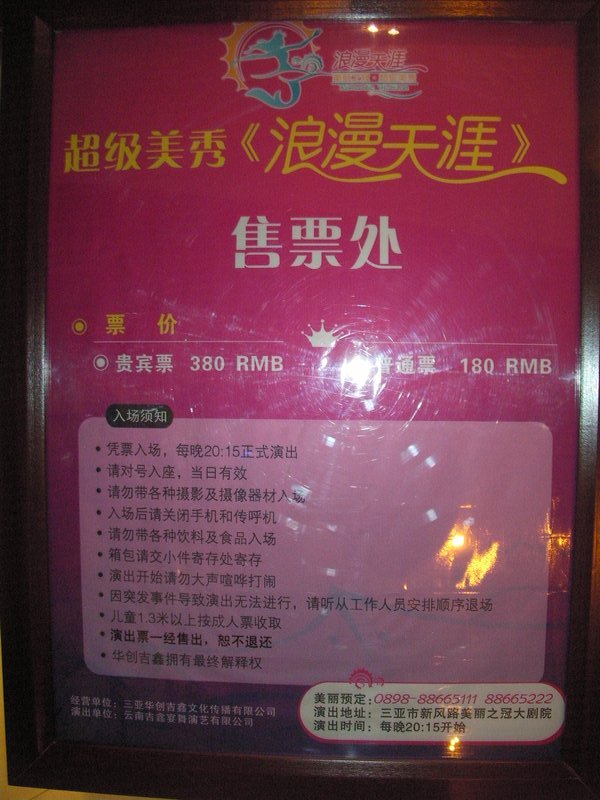 浪漫天涯
超级美秀《浪漫天涯》
售票处
票 价
贵宾票 380 RMB 普通票 180 RMB
入场须知
凭票入场，每晚20:15正式演出
请对号入座，当日有效
请勿带各种摄影及摄像器材入场
入场后请关闭手机和传呼机
请勿带各种饮料及食品入场
箱包请交小件寄存处寄存
演出开始请勿大声喧哗打闹
因突发事件导致演出无法进行，请听从工作人员安排顺序退场
儿童1.3米以上按成人票收取
演出票一经售出，恕不退还
华创吉鑫拥有最终解释权
经营单位：三亚华创吉鑫文化传播有限公司
演出单位：云南吉鑫宴舞演艺有限公司
美丽预定：0898-88665111 88665222
演出地址：三亚市新风路美丽之冠大剧院
演出时间：每晚20:15开始